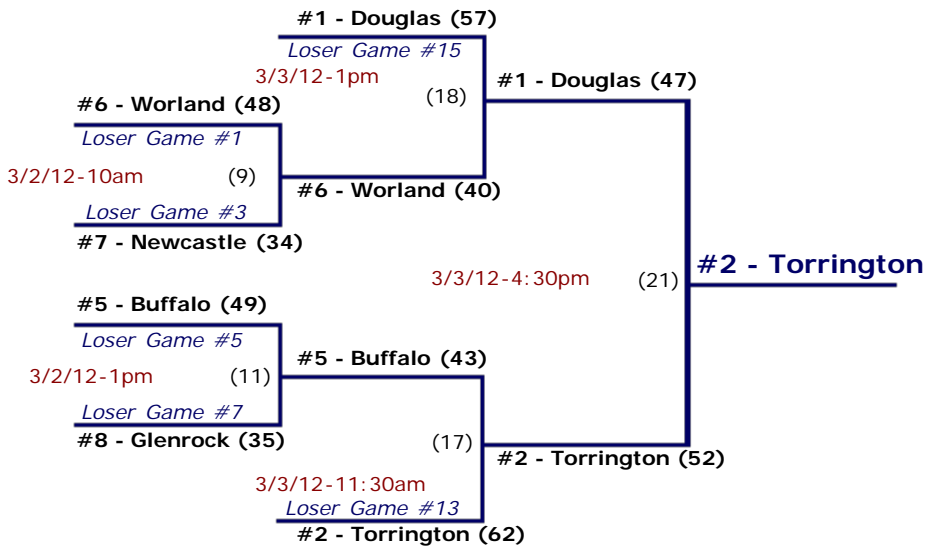 #1 - Douglas (57)
Loser Game #15
3/3/12-1pm
(18)
#1 - Douglas (47)
#6 - Worland (48)
Loser Game #1
3/2/12-10am
(9)
#6 - Worland (40)
Loser Game #3
#7 - Newcastle (34)
3/3/12-4:30pm
(21)
#2 - Torrington
#5 - Buffalo (49)
Loser Game #5
3/2/12-1pm
(11)
#5 - Buffalo (43)
Loser Game #7
#8 - Glenrock (35)
(17)
#2 - Torrington (52)
3/3/12-11:30am
Loser Game #13
#2 - Torrington (62)